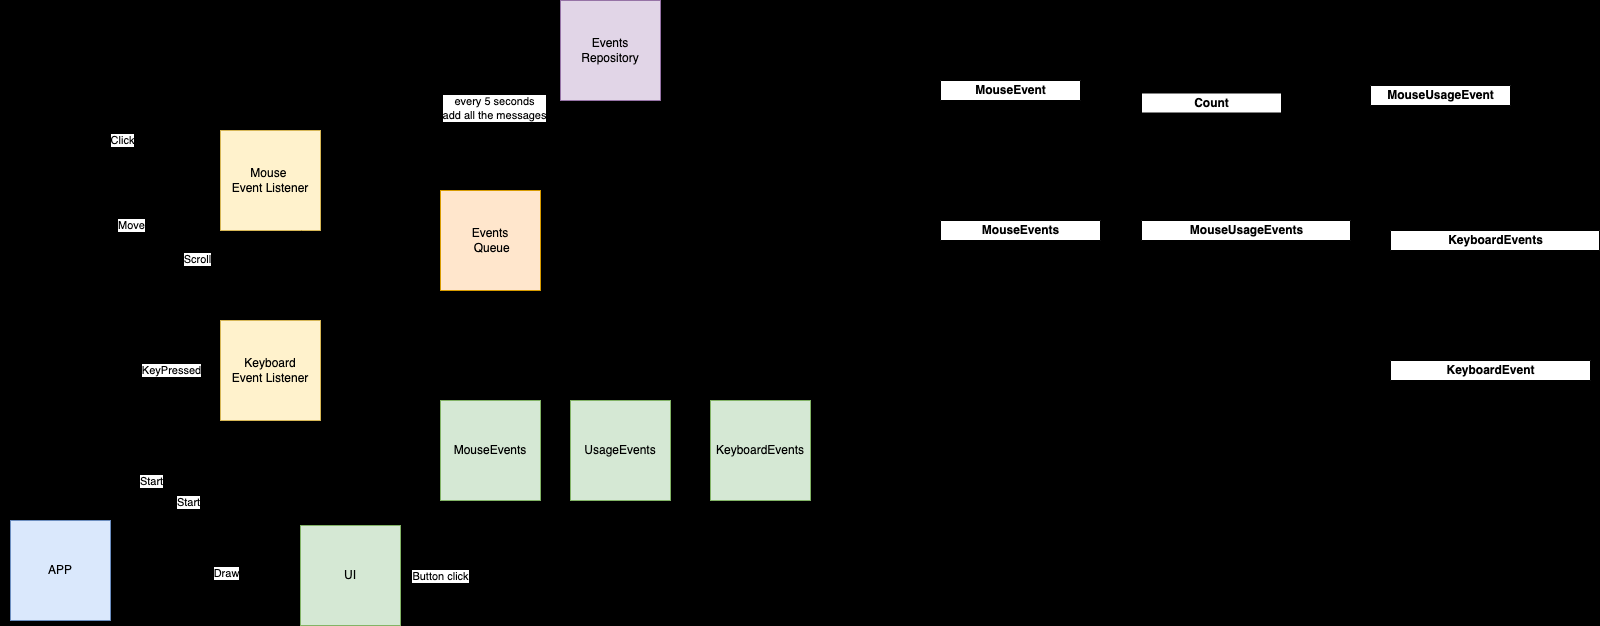 Events
Repository
every 5 seconds
add all the messages
MouseEvent
Count
MouseUsageEvent
Click
Mouse
Event Listener
Move
Scroll
Events
Queue
MouseEvents
MouseUsageEvents
KeyboardEvents
KeyPressed
Keyboard
Event Listener
KeyboardEvent
MouseEvents
UsageEvents
KeyboardEvents
Start
Start
APP
Draw
UI
Button click